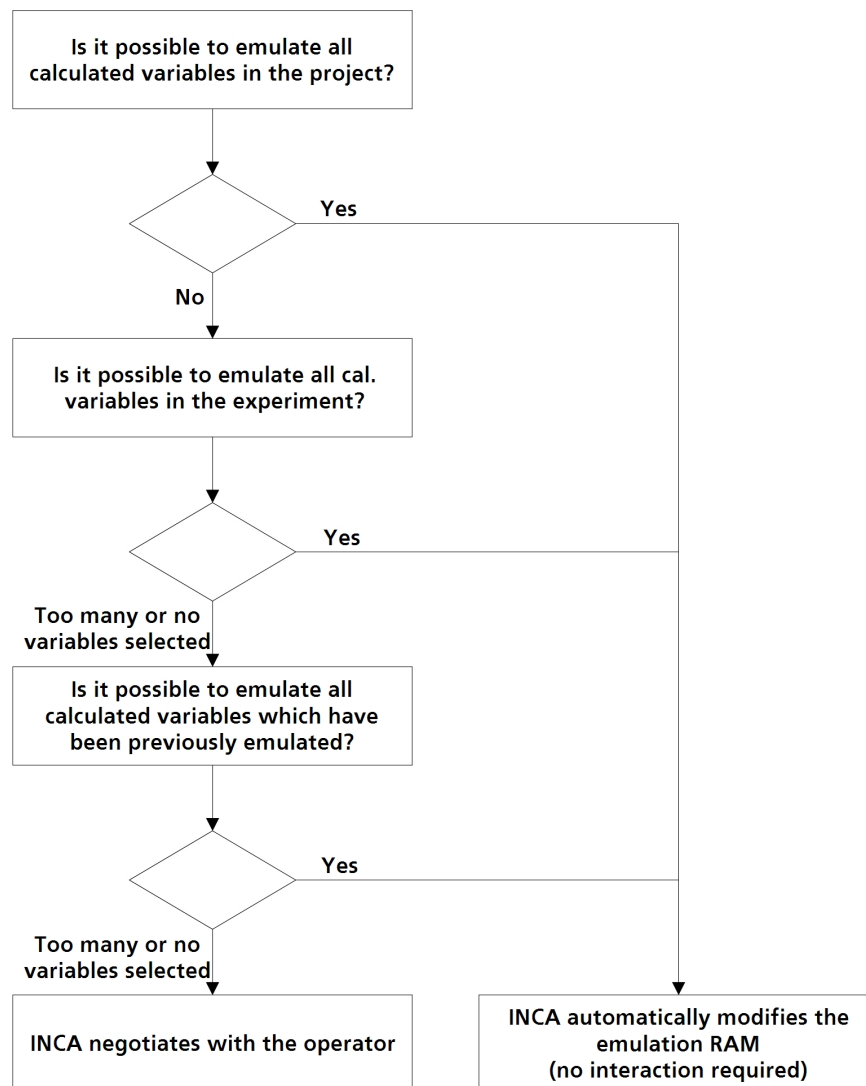 Is it possible to emulate all
calculated variables in the project?
Yes
No
Is it possible to emulate all cal.
variables in the experiment?
Yes
Too many or no
variables selected
Is it possible to emulate all
calculated variables which have
been previously emulated?
Yes
Too many or no
variables selected
INCA negotiates with the operator
INCA automatically modifies the
emulation RAM
(no interaction required)